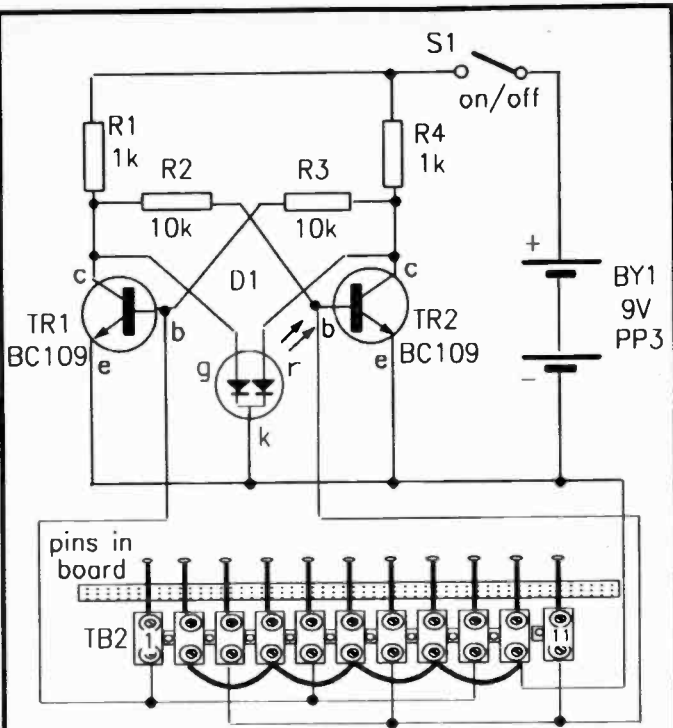 S1
on/off
R1
1k
R2
10k
R3
10k
R4
1k
+
BY1
9V
PP3
−
c
TR1
BC109
b
e
D1
g
r
k
c
b
TR2
BC109
e
pins in
board
TB2
1
11